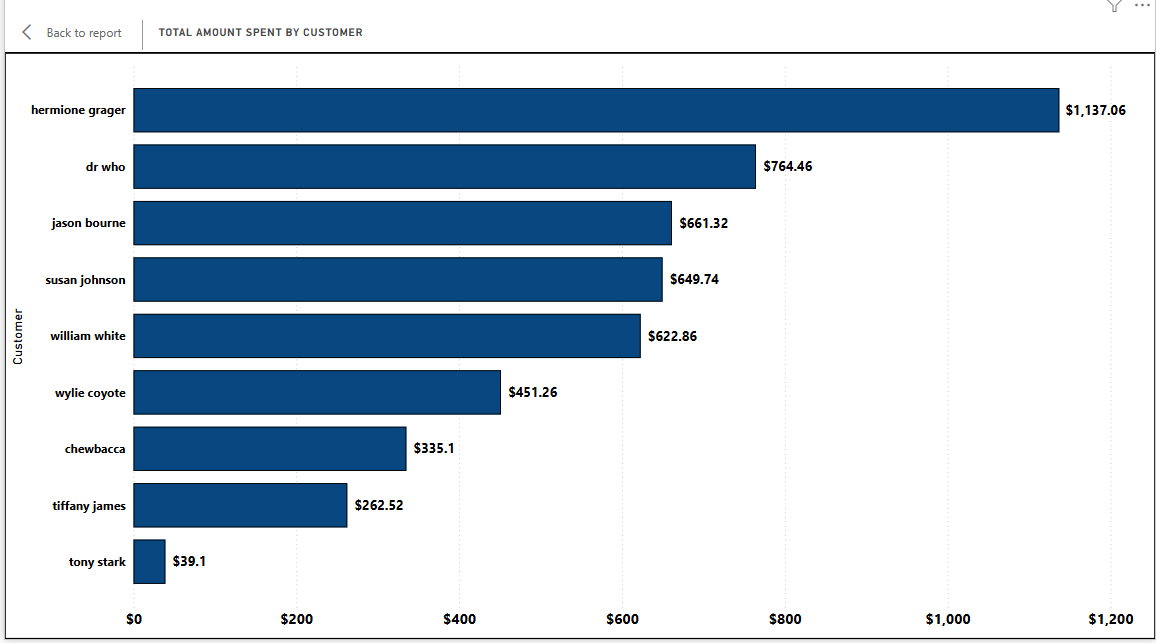 Back to report
TOTAL AMOUNT SPENT BY CUSTOMER
Customer
hermione grager $1,137.06
dr who $764.46
jason bourne $661.32
susan johnson $649.74
william white $622.86
wylie coyote $451.26
chewbacca $335.1
tiffany james $262.52
tony stark $39.1
$0 $200 $400 $600 $800 $1,000 $1,200